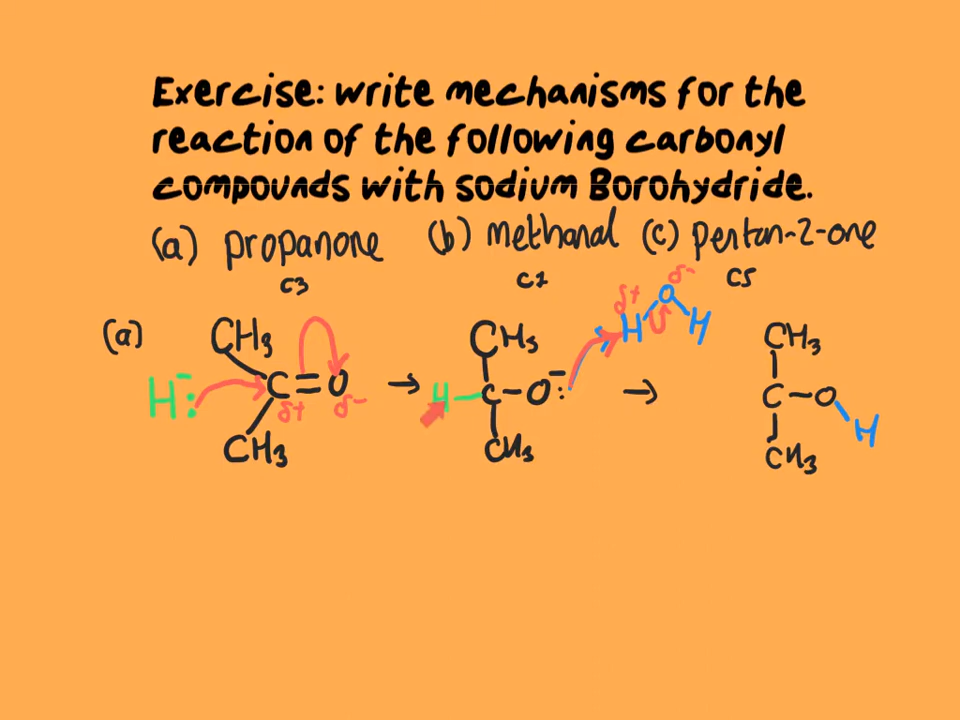 Exercise: write mechanisms for the
reaction of the following carbonyl
compounds with sodium Borohydride.
(a) propanone (b) methanal (c) pentan-2-one
C3 C1 C5
(a)
CH3 CH3 δ+ O δ- H H CH3
H⁻: C=O → H-C-O⁻: → C-O
δ+ δ- H
CH3 CH3 CH3